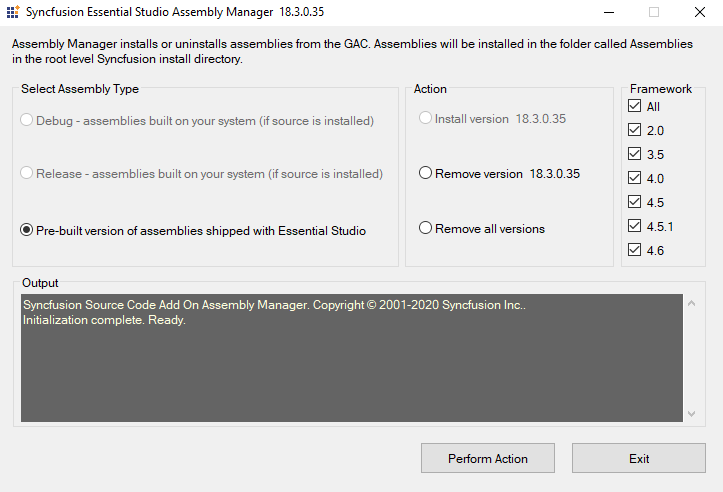 Syncfusion Essential Studio Assembly Manager 18.3.0.35
Assembly Manager installs or uninstalls assemblies from the GAC. Assemblies will be installed in the folder called Assemblies
in the root level Syncfusion install directory.
Select Assembly Type
Debug - assemblies built on your system (if source is installed)
Release - assemblies built on your system (if source is installed)
Pre-built version of assemblies shipped with Essential Studio
Action
Install version 18.3.0.35
Remove version 18.3.0.35
Remove all versions
Framework
All
2.0
3.5
4.0
4.5
4.5.1
4.6
Output
Syncfusion Source Code Add On Assembly Manager. Copyright © 2001-2020 Syncfusion Inc..
Initialization complete. Ready.
Perform Action
Exit